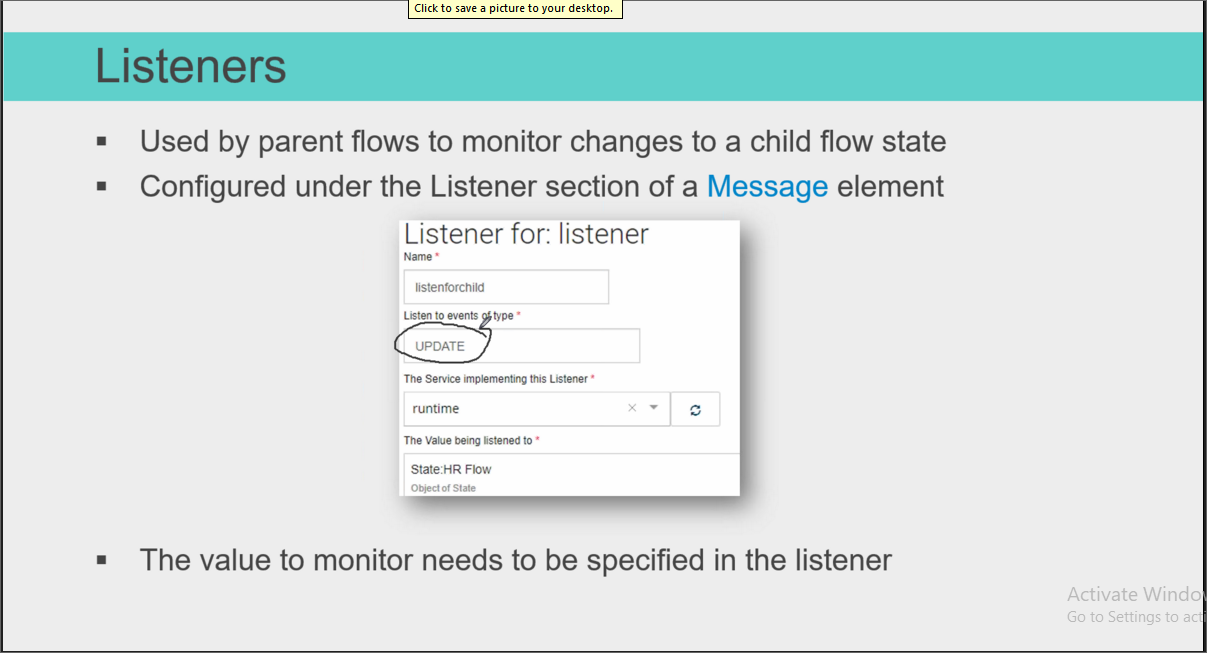 Click to save a picture to your desktop.
Listeners
▪ Used by parent flows to monitor changes to a child flow state
▪ Configured under the Listener section of a Message element
Listener for: listener
Name *
listenforchild
Listen to events of type *
UPDATE
The Service implementing this Listener *
runtime
The Value being listened to *
State:HR Flow
Object of State
▪ The value to monitor needs to be specified in the listener
Activate Windo
Go to Settings to acti